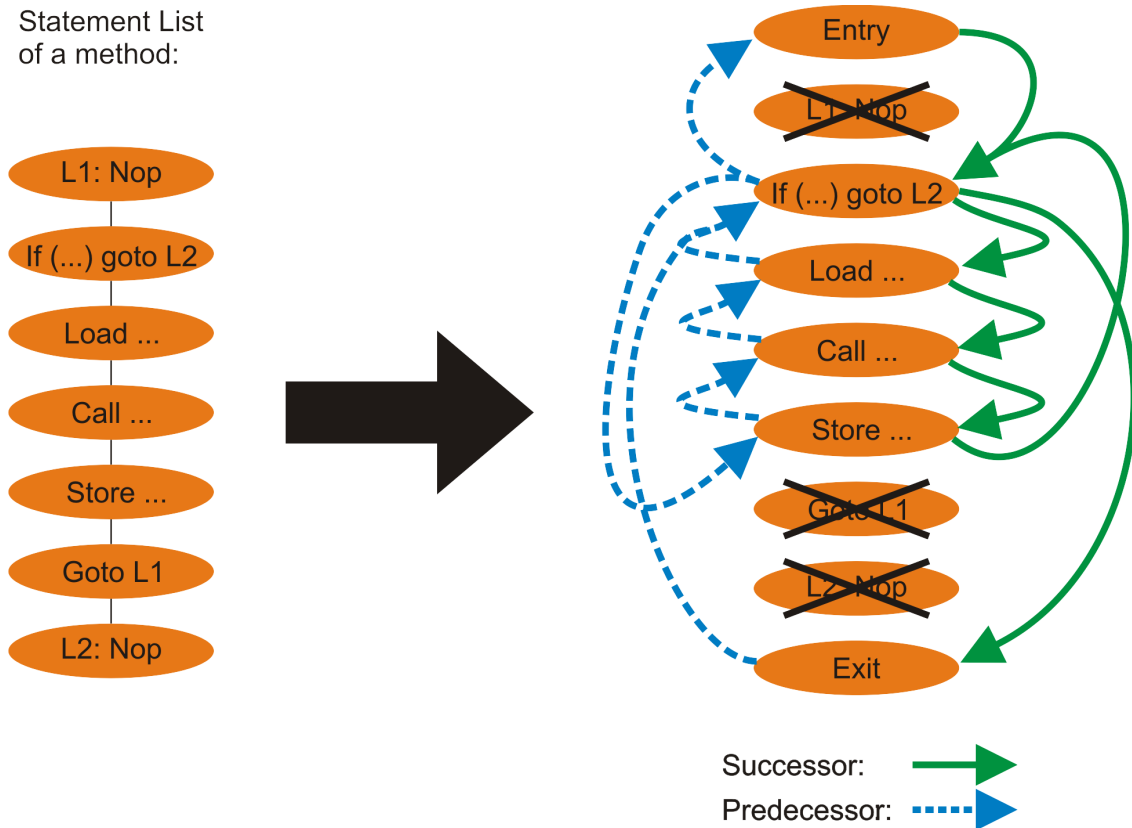 Statement List
of a method:
L1: Nop
If (...) goto L2
Load ...
Call ...
Store ...
Goto L1
L2: Nop
Entry
L1: Nop
If (...) goto L2
Load ...
Call ...
Store ...
Goto L1
L2: Nop
Exit
Successor:
Predecessor: